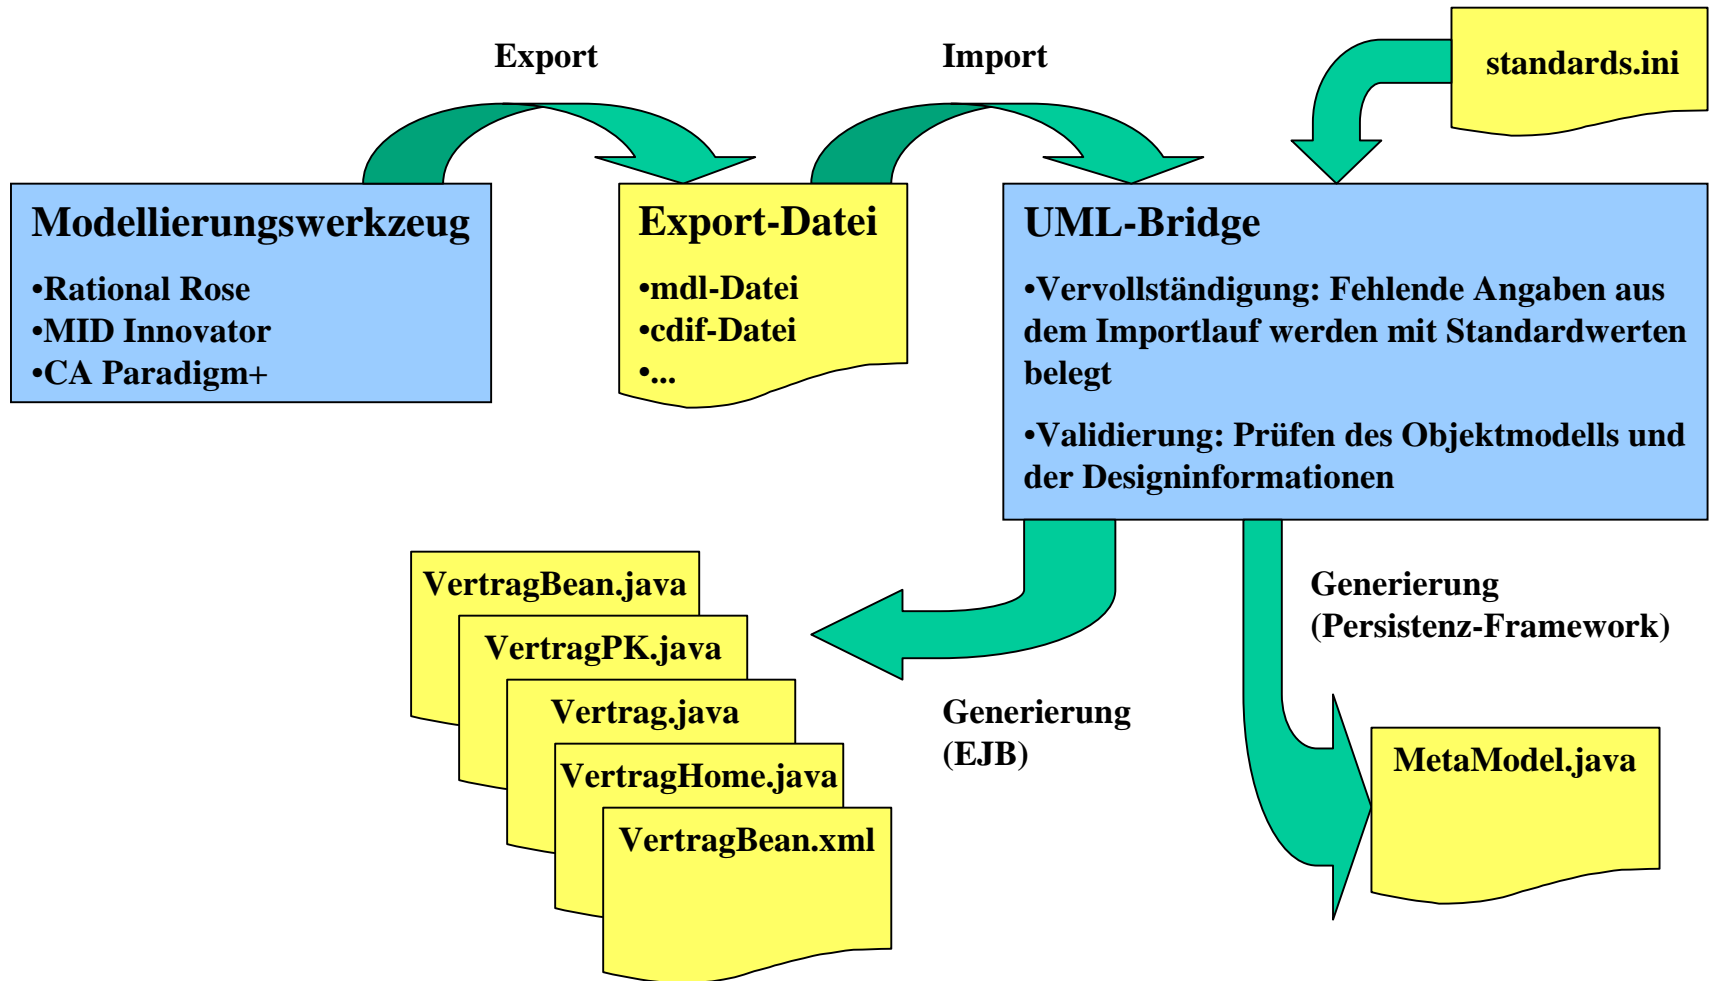 Export
Import
standards.ini
Modellierungswerkzeug
•Rational Rose
•MID Innovator
•CA Paradigm+
Export-Datei
•mdl-Datei
•cdif-Datei
•...
UML-Bridge
•Vervollständigung: Fehlende Angaben aus
dem Importlauf werden mit Standardwerten
belegt
•Validierung: Prüfen des Objektmodells und
der Designinformationen
VertragBean.java
VertragPK.java
Vertrag.java
VertragHome.java
VertragBean.xml
Generierung
(EJB)
Generierung
(Persistenz-Framework)
MetaModel.java